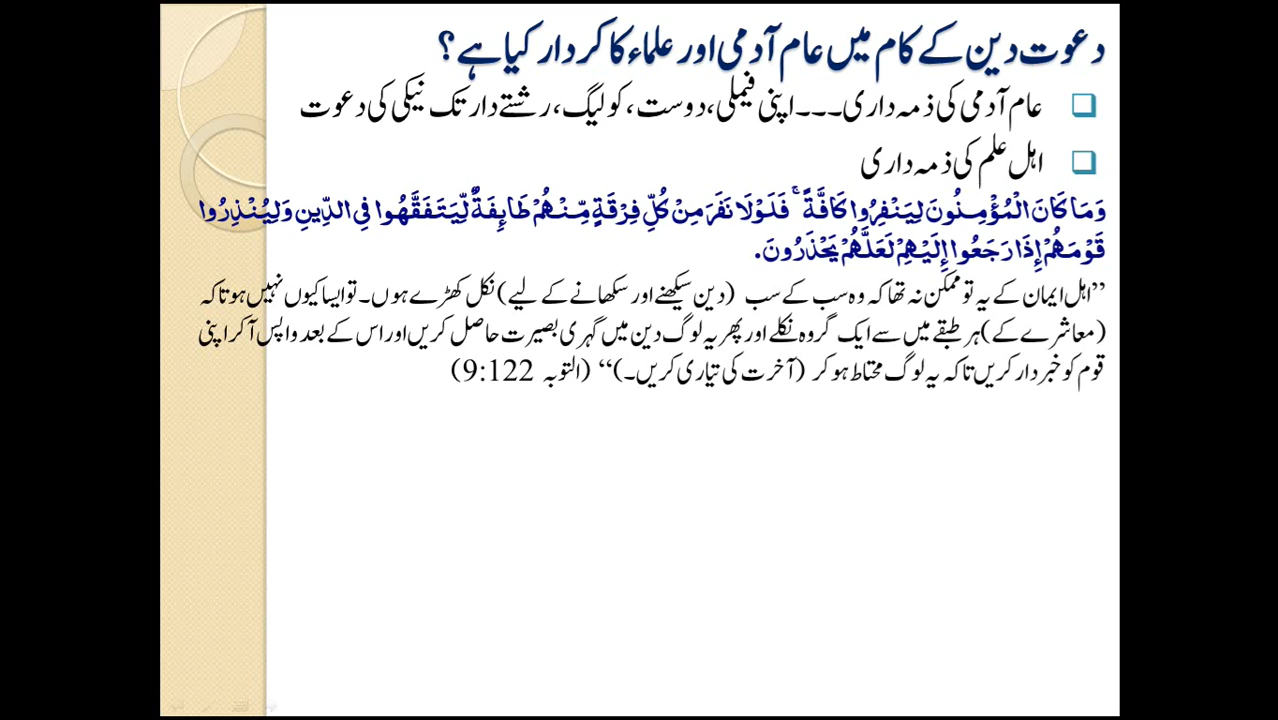 دعوت دین کے کام میں عام آدمی اور علماء کا کردار کیا ہے؟
عام آدمی کی ذمہ داری۔۔۔اپنی فیملی، دوست، کولیگ، رشتے دار تک نیکی کی دعوت
اہل علم کی ذمہ داری
وَمَا كَانَ الْمُؤْمِنُونَ لِيَنْفِرُوا كَافَّةً ۚ فَلَوْلَا نَفَرَ مِنْ كُلِّ فِرْقَةٍ مِنْهُمْ طَائِفَةٌ لِيَتَفَقَّهُوا فِي الدِّينِ وَلِيُنْذِرُوا
قَوْمَهُمْ إِذَا رَجَعُوا إِلَيْهِمْ لَعَلَّهُمْ يَحْذَرُونَ.
”اہل ایمان کے یہ تو ممکن نہ تھا کہ وہ سب کے سب (دین سیکھنے اور سکھانے کے لیے) نکل کھڑے ہوں۔ تو ایسا کیوں نہیں ہوتا کہ
(معاشرے کے) ہر طبقے میں سے ایک گروہ نکلے اور پھر یہ لوگ دین میں گہری بصیرت حاصل کریں اور اس کے بعد واپس آ کر اپنی
قوم کو خبردار کریں تاکہ یہ لوگ محتاط ہو کر (آخرت کی تیاری کریں۔)“ (التوبہ 9:122)